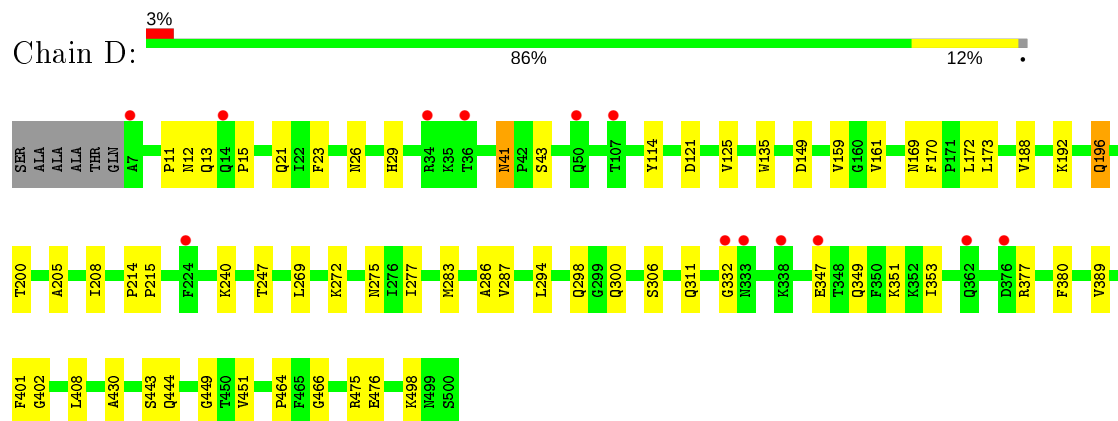 3%
Chain D:
86% 12% •
SER ALA ALA ALA THR GLN A7 P11 N12 Q13 Q14 P15 Q21 I22 F23 N26 H29 R34 K35 T36 N41 P42 S43 Q50 T107 Y114 D121 V125 W135 D149 V159 G160 V161 N169 F170 P171 L172 L173 V188 K192 Q196
T200 A205 I208 P214 P215 F224 K240 T247 L269 K272 N275 I276 I277 M283 A286 V287 L294 Q298 G299 Q300 S306 Q311 G332 N333 K338 E347 T348 Q349 F350 K351 K352 I353 Q362 D376 R377 F380 V389
F401 G402 L408 A430 S443 Q444 G449 T450 V451 P464 F465 G466 R475 E476 K498 N499 S500